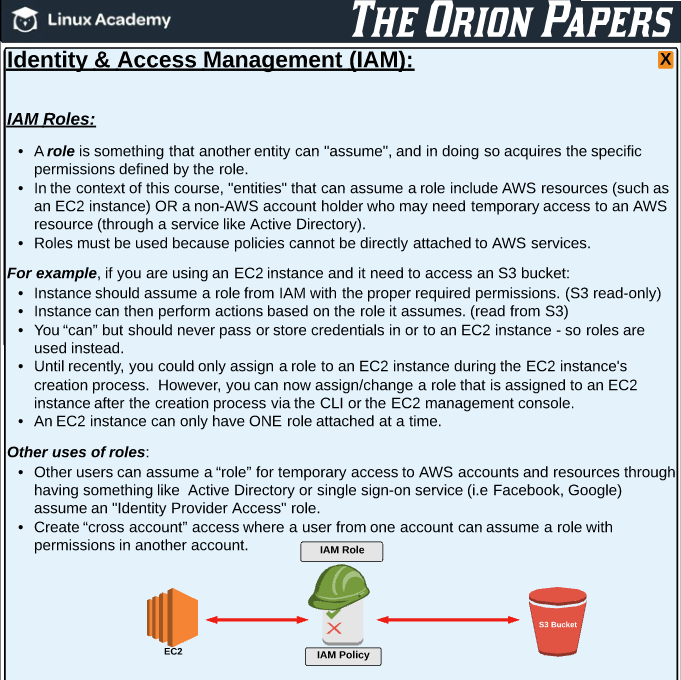 Linux Academy
THE ORION PAPERS
Identity & Access Management (IAM):
X
IAM Roles:
• A role is something that another entity can "assume", and in doing so acquires the specific
permissions defined by the role.
• In the context of this course, "entities" that can assume a role include AWS resources (such as
an EC2 instance) OR a non-AWS account holder who may need temporary access to an AWS
resource (through a service like Active Directory).
• Roles must be used because policies cannot be directly attached to AWS services.
For example, if you are using an EC2 instance and it need to access an S3 bucket:
• Instance should assume a role from IAM with the proper required permissions. (S3 read-only)
• Instance can then perform actions based on the role it assumes. (read from S3)
• You “can” but should never pass or store credentials in or to an EC2 instance - so roles are
used instead.
• Until recently, you could only assign a role to an EC2 instance during the EC2 instance's
creation process.  However, you can now assign/change a role that is assigned to an EC2
instance after the creation process via the CLI or the EC2 management console.
• An EC2 instance can only have ONE role attached at a time.
Other uses of roles:
• Other users can assume a “role” for temporary access to AWS accounts and resources through
having something like  Active Directory or single sign-on service (i.e Facebook, Google)
assume an "Identity Provider Access" role.
• Create “cross account” access where a user from one account can assume a role with
permissions in another account.
IAM Role
S3 Bucket
EC2
IAM Policy